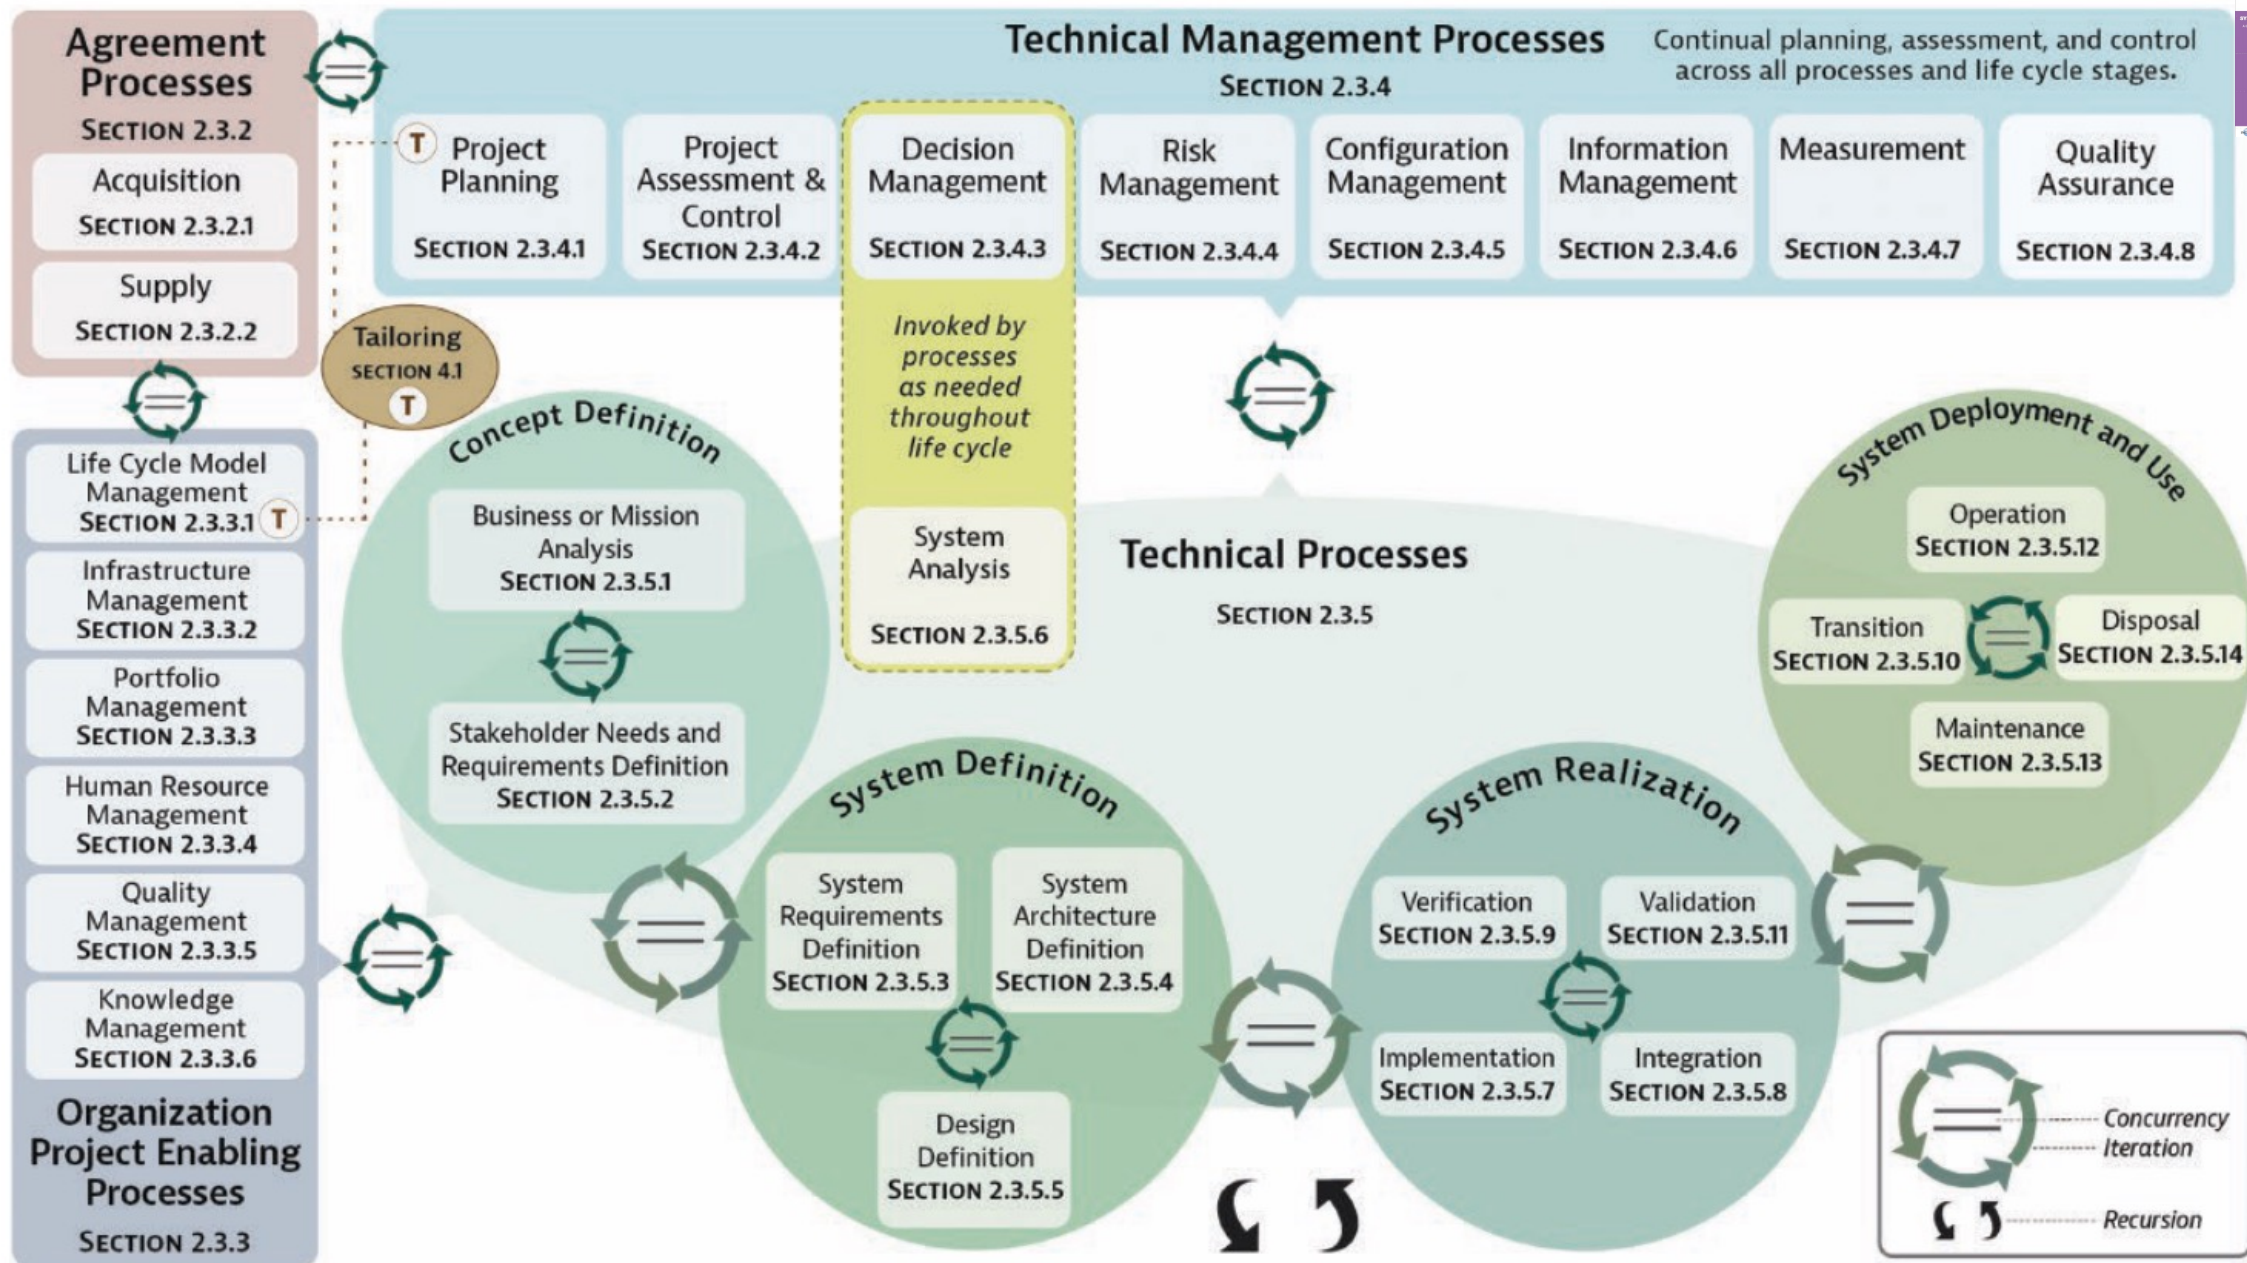 Agreement
Processes
SECTION 2.3.2
Acquisition
SECTION 2.3.2.1
Supply
SECTION 2.3.2.2
Technical Management Processes
SECTION 2.3.4
Continual planning, assessment, and control
across all processes and life cycle stages.
T
Project
Planning
SECTION 2.3.4.1
Project
Assessment &
Control
SECTION 2.3.4.2
Decision
Management
SECTION 2.3.4.3
Risk
Management
SECTION 2.3.4.4
Configuration
Management
SECTION 2.3.4.5
Information
Management
SECTION 2.3.4.6
Measurement
SECTION 2.3.4.7
Quality
Assurance
SECTION 2.3.4.8
Tailoring
SECTION 4.1
T
Invoked by
processes
as needed
throughout
life cycle
System
Analysis
SECTION 2.3.5.6
Life Cycle Model
Management
SECTION 2.3.3.1
T
Infrastructure
Management
SECTION 2.3.3.2
Portfolio
Management
SECTION 2.3.3.3
Human Resource
Management
SECTION 2.3.3.4
Quality
Management
SECTION 2.3.3.5
Knowledge
Management
SECTION 2.3.3.6
Organization
Project Enabling
Processes
SECTION 2.3.3
Technical Processes
SECTION 2.3.5
Concept Definition
Business or Mission
Analysis
SECTION 2.3.5.1
Stakeholder Needs and
Requirements Definition
SECTION 2.3.5.2
System Definition
System
Requirements
Definition
SECTION 2.3.5.3
System
Architecture
Definition
SECTION 2.3.5.4
Design
Definition
SECTION 2.3.5.5
System Realization
Verification
SECTION 2.3.5.9
Validation
SECTION 2.3.5.11
Implementation
SECTION 2.3.5.7
Integration
SECTION 2.3.5.8
System Deployment and Use
Operation
SECTION 2.3.5.12
Transition
SECTION 2.3.5.10
Disposal
SECTION 2.3.5.14
Maintenance
SECTION 2.3.5.13
Concurrency
Iteration
Recursion